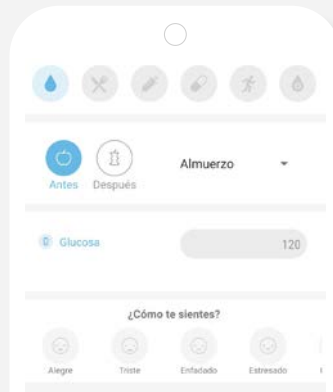 Almuerzo
Antes Después
Glucosa 120
¿Cómo te sientes?
Alegre Triste Enfadado Estresado